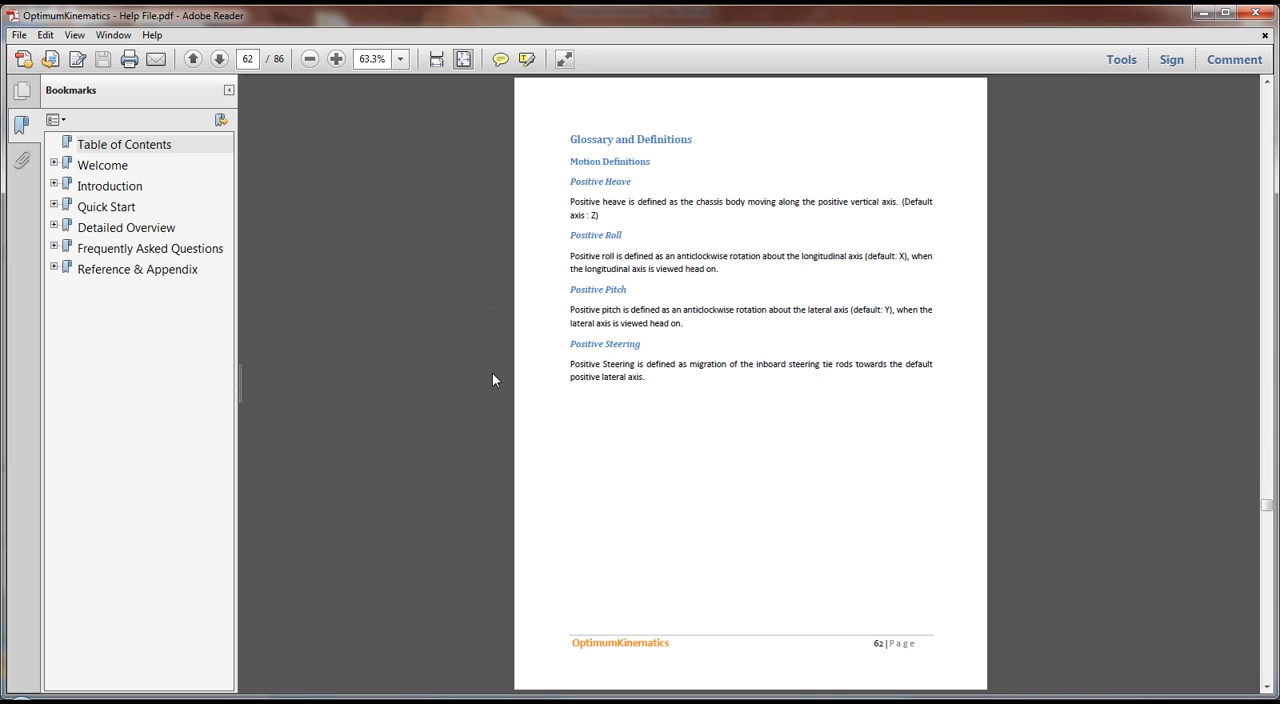 OptimumKinematics - Help File.pdf - Adobe Reader
File Edit View Window Help
62 / 86 63.3% Tools Sign Comment
Bookmarks
Table of Contents
Welcome
Introduction
Quick Start
Detailed Overview
Frequently Asked Questions
Reference & Appendix
Glossary and Definitions
Motion Definitions
Positive Heave
Positive heave is defined as the chassis body moving along the positive vertical axis. (Default
axis : Z)
Positive Roll
Positive roll is defined as an anticlockwise rotation about the longitudinal axis (default: X), when
the longitudinal axis is viewed head on.
Positive Pitch
Positive pitch is defined as an anticlockwise rotation about the lateral axis (default: Y), when the
lateral axis is viewed head on.
Positive Steering
Positive Steering is defined as migration of the inboard steering tie rods towards the default
positive lateral axis.
OptimumKinematics 62 | Page